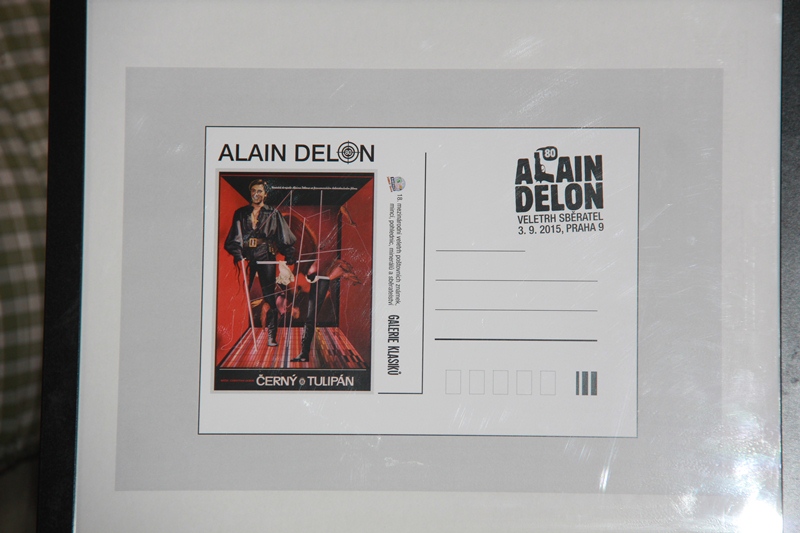 ALAIN DELON
ČERNÝ TULIPÁN
18. mezinárodní veletrh poštovních známek,
mincí, pohlednic, minerálů a sběratelství
GALERIE KLASIKŮ
80
ALAIN
DELON
VELETRH SBĚRATEL
3. 9. 2015, PRAHA 9